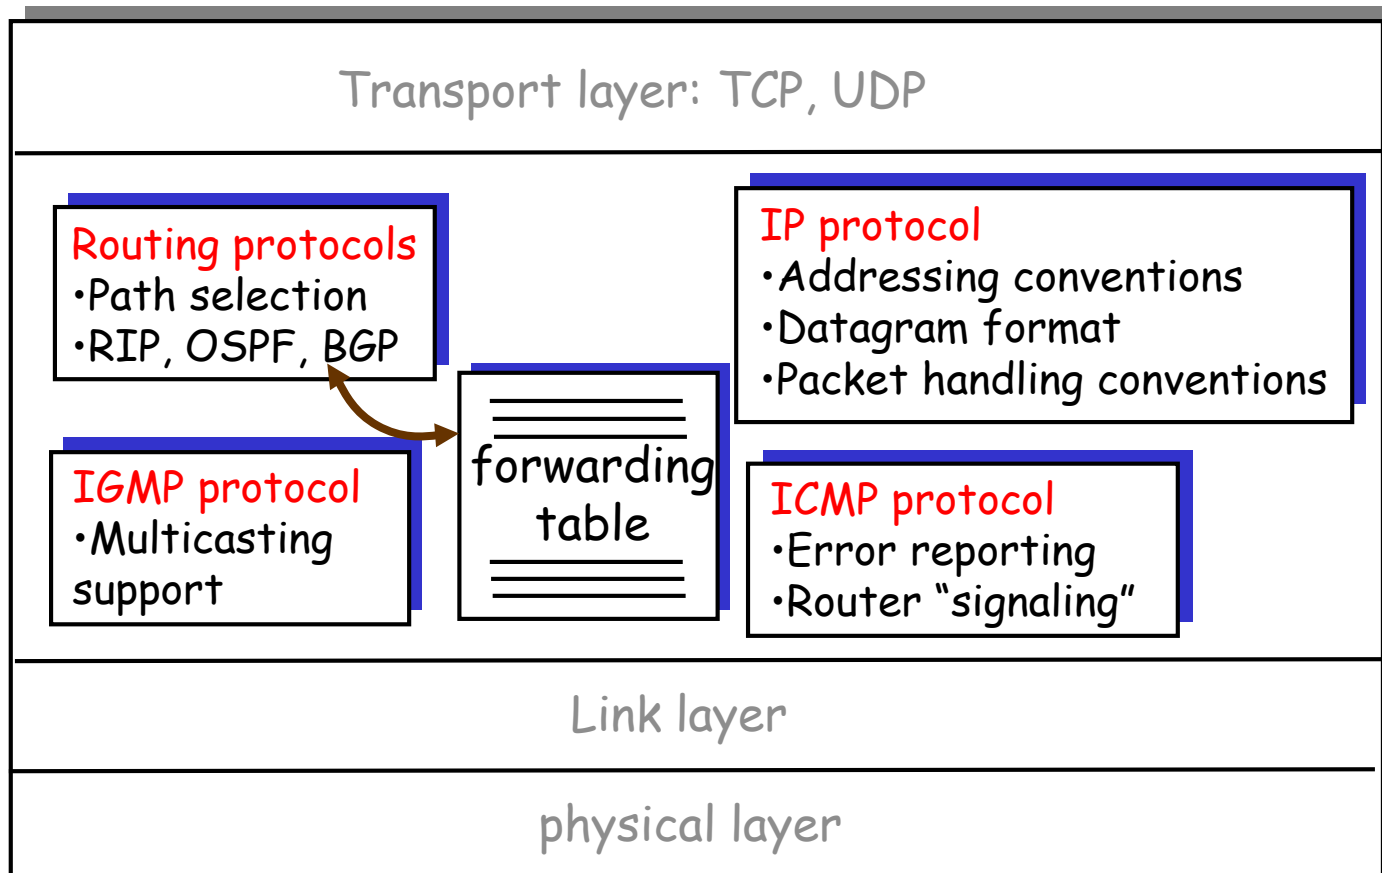 Transport layer: TCP, UDP
Routing protocols
•Path selection
•RIP, OSPF, BGP
IP protocol
•Addressing conventions
•Datagram format
•Packet handling conventions
forwarding
table
IGMP protocol
•Multicasting
support
ICMP protocol
•Error reporting
•Router “signaling”
Link layer
physical layer